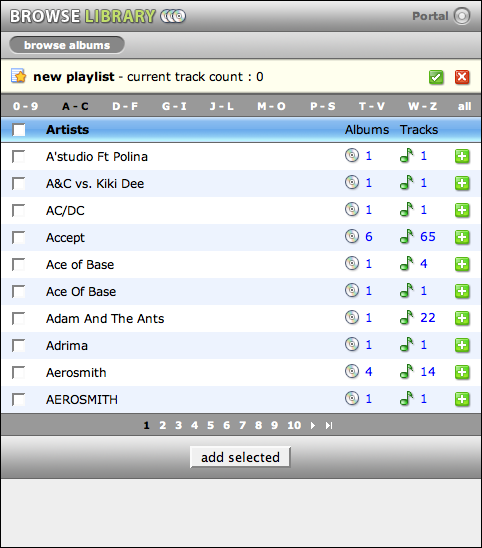 BROWSE LIBRARY Portal
browse albums
new playlist - current track count : 0
0 - 9 A - C D - F G - I J - L M - O P - S T - V W - Z all
Artists Albums Tracks
A'studio Ft Polina 1 1
A&C vs. Kiki Dee 1 1
AC/DC 1 1
Accept 6 65
Ace of Base 1 4
Ace Of Base 1 1
Adam And The Ants 1 22
Adrima 1 1
Aerosmith 4 14
AEROSMITH 1 1
1 2 3 4 5 6 7 8 9 10
add selected